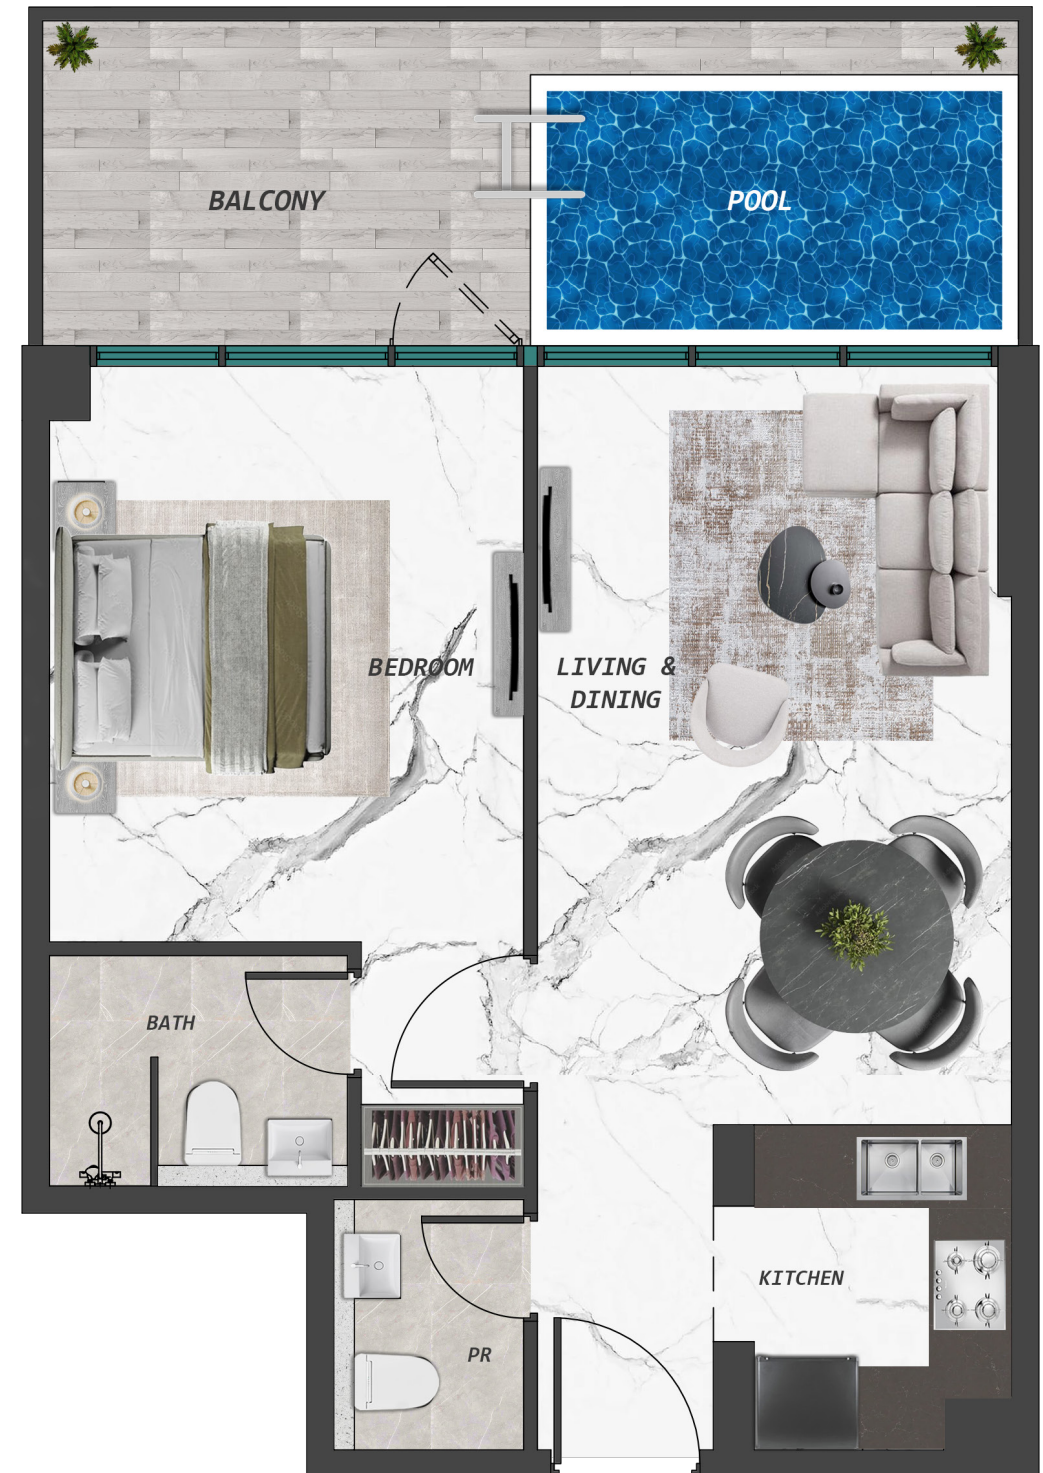 BALCONY
POOL
BEDROOM
LIVING &
DINING
BATH
KITCHEN
PR